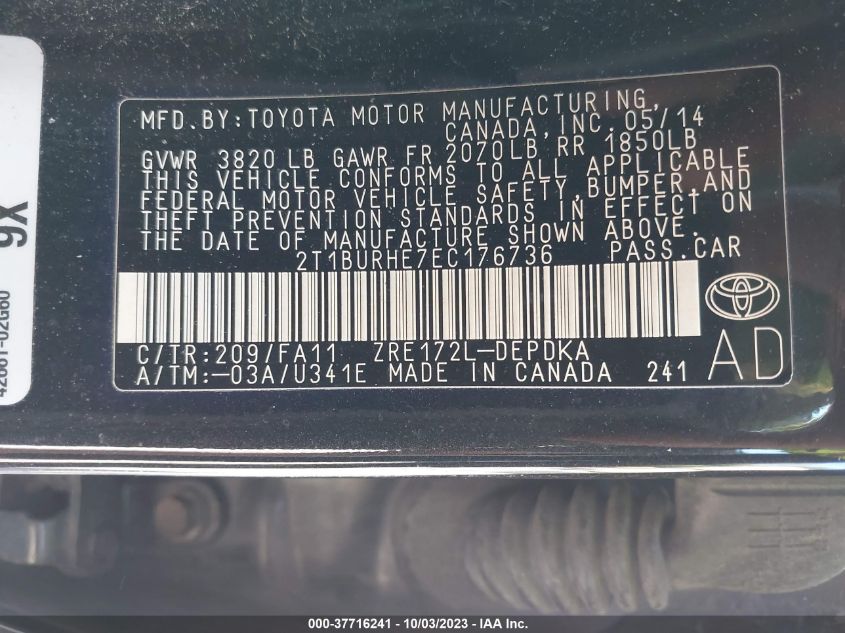 MFD. BY: TOYOTA MOTOR MANUFACTURING,
CANADA, INC. 05/14
GVWR 3820 LB GAWR FR 2070LB RR 1850LB
THIS VEHICLE CONFORMS TO ALL APPLICABLE
FEDERAL MOTOR VEHICLE SAFETY, BUMPER, AND
THEFT PREVENTION STANDARDS IN EFFECT ON
THE DATE OF MANUFACTURE SHOWN ABOVE.
2T1BURHE7EC176736 PASS. CAR
C/TR: 209/FA11 ZRE172L-DEPDKA
A/TM: -03A/U341E MADE IN CANADA 241
AD
9X
42661-02G60
000-37716241 - 10/03/2023 - IAA Inc.